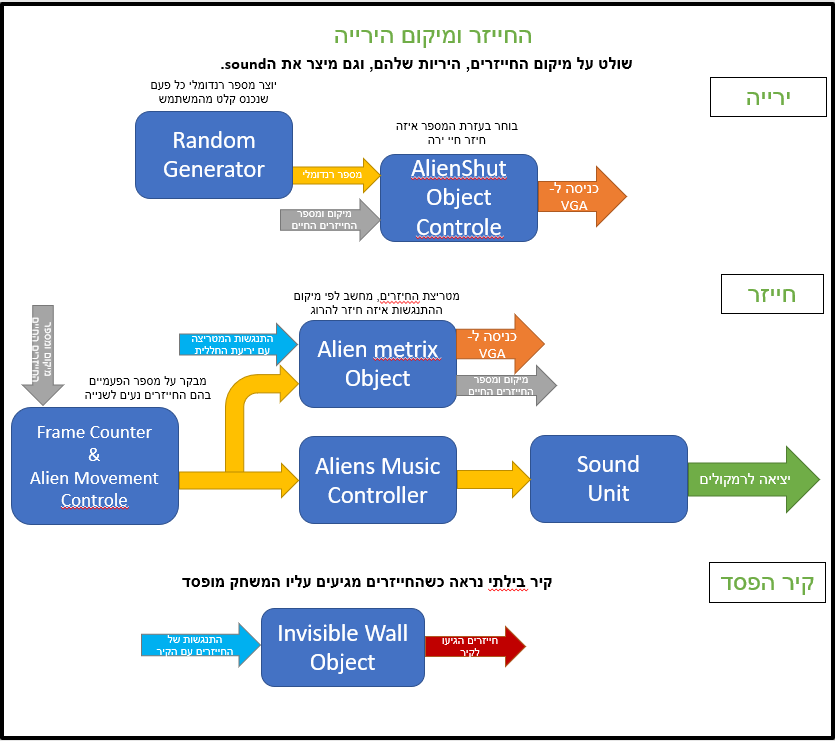 החייזר ומיקום הירייה
שולט על מיקום החייזרים, היריות שלהם, וגם מיצר את הsound.
ירייה
יוצר מספר רנדומלי כל פעם
שנכנס קלט מהמשתמש
Random
Generator
מספר רנדומלי
בוחר בעזרת המספר איזה
חיזר חיי ירה
AlienShut
Object
Controle
מיקום ומספר
החייזרים החיים
כניסה ל-
VGA
חייזר
מטריצת החיזרים, מחשב לפי מיקום
ההתנגשות איזה חיזר להרוג
התנגשות המטריצה
עם יריעת החללית
Alien metrix
Object
כניסה ל-
VGA
מיקום ומספר
החייזרים החיים
מיקום ומספר
החייזרים החיים
מבקר על מספר הפעמיים
בהם החייזרים נעים לשנייה
Frame Counter
&
Alien Movement
Controle
Aliens Music
Controller
Sound
Unit
יציאה לרמקולים
קיר הפסד
קיר בילתי נראה כשהחייזרים מגיעים עליו המשחק מופסד
התנגשות של
החייזרים עם הקיר
Invisible Wall
Object
חייזרים הגיעו
לקיר